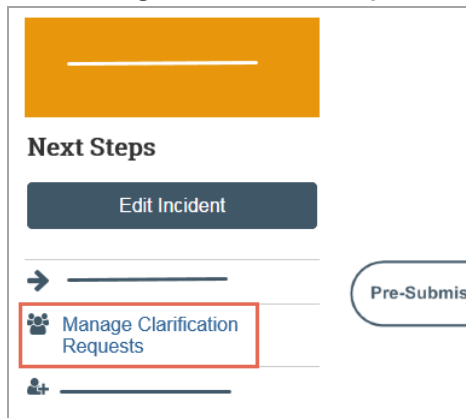 Next Steps
Edit Incident
Manage Clarification
Requests
Pre-Submis